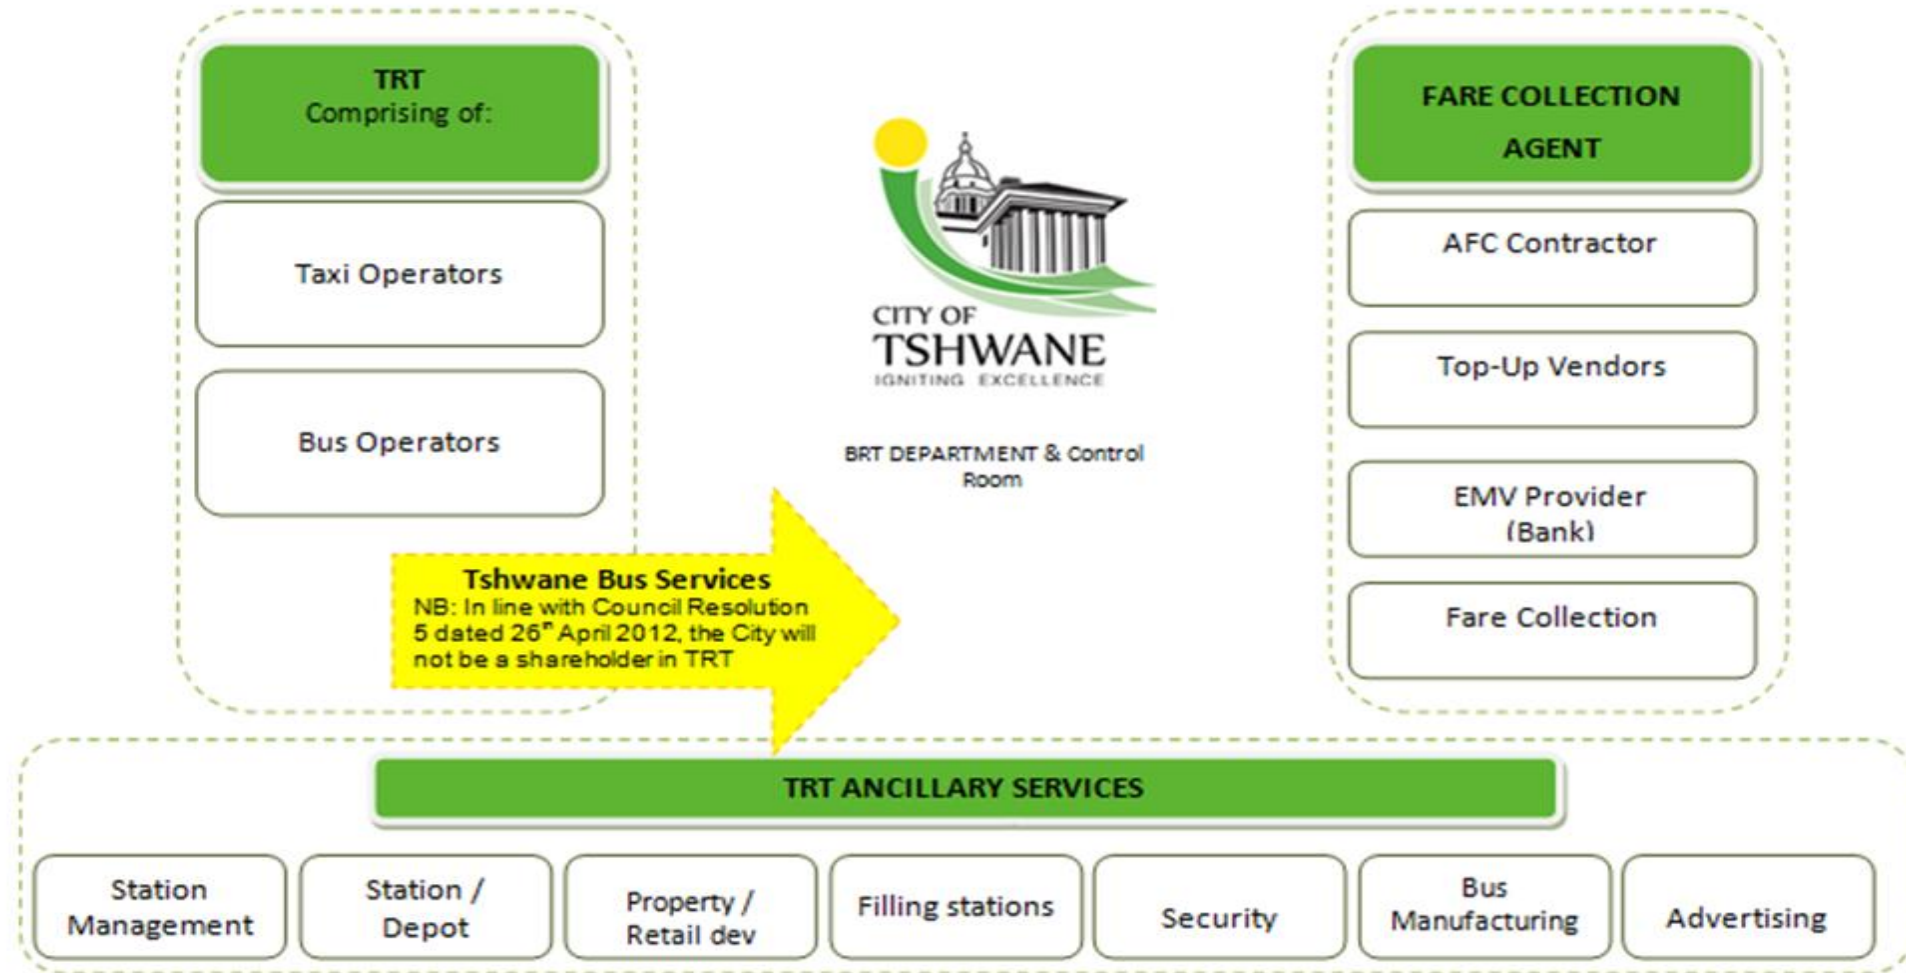 TRT
Comprising of:
Taxi Operators
Bus Operators
CITY OF
TSHWANE
IGNITING EXCELLENCE
BRT DEPARTMENT & Control
Room
Tshwane Bus Services
NB: In line with Council Resolution
5 dated 26th April 2012, the City will
not be a shareholder in TRT
FARE COLLECTION
AGENT
AFC Contractor
Top-Up Vendors
EMV Provider
(Bank)
Fare Collection
TRT ANCILLARY SERVICES
Station
Management
Station /
Depot
Property /
Retail dev
Filling stations
Security
Bus
Manufacturing
Advertising